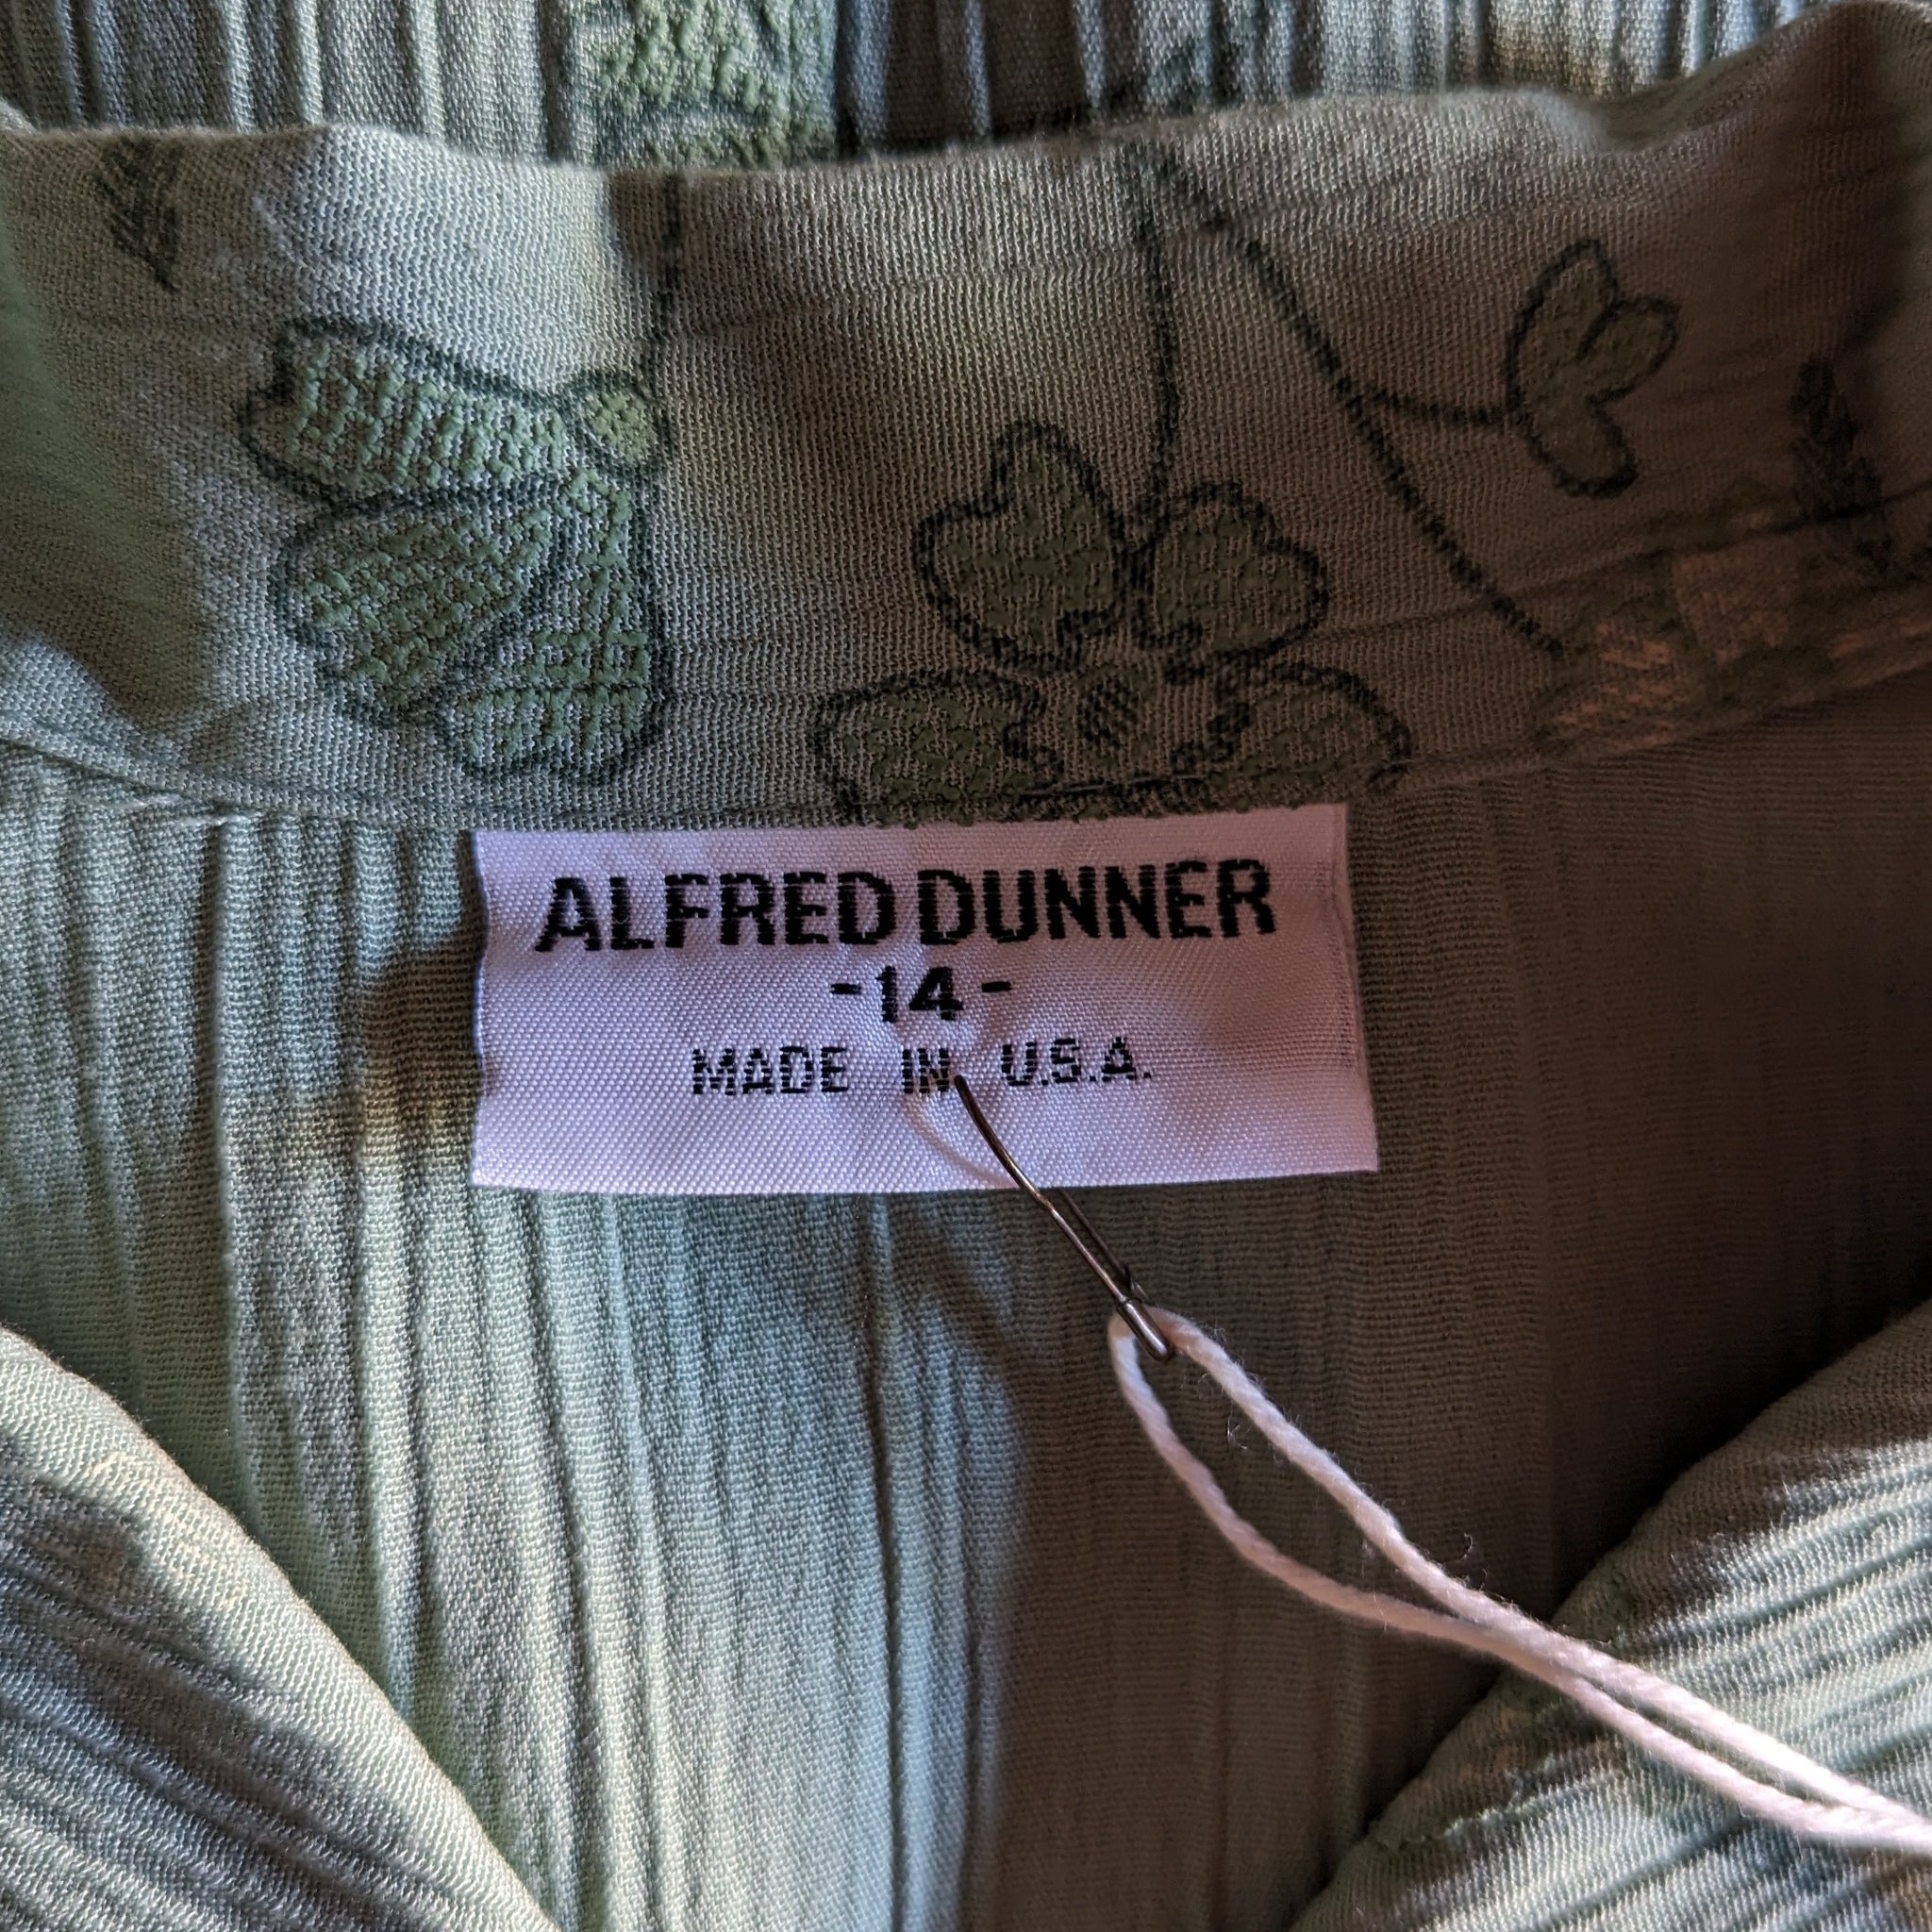 ALFRED DUNNER
-14-
MADE IN U.S.A.